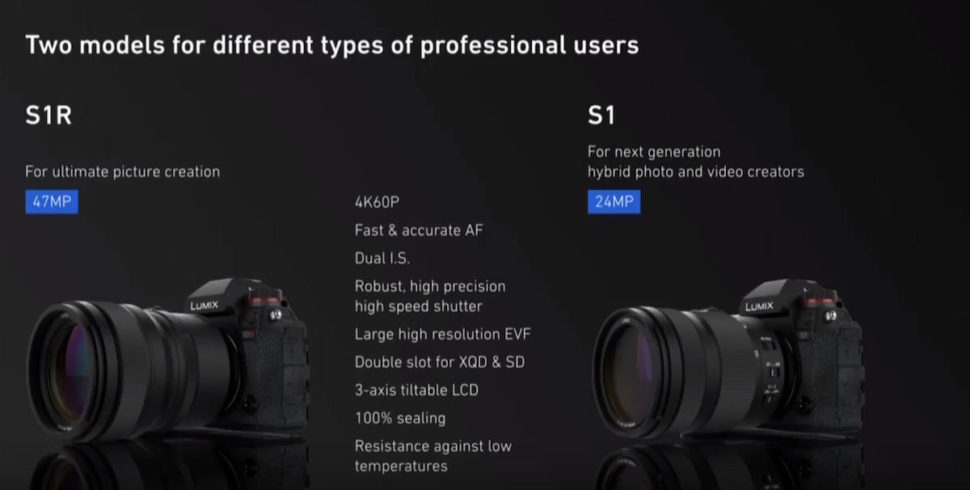 Two models for different types of professional users
S1R
For ultimate picture creation
47MP
4K60P
Fast & accurate AF
Dual I.S.
Robust, high precision
high speed shutter
Large high resolution EVF
Double slot for XQD & SD
3-axis tiltable LCD
100% sealing
Resistance against low
temperatures
S1
For next generation
hybrid photo and video creators
24MP
LUMIX
LUMIX